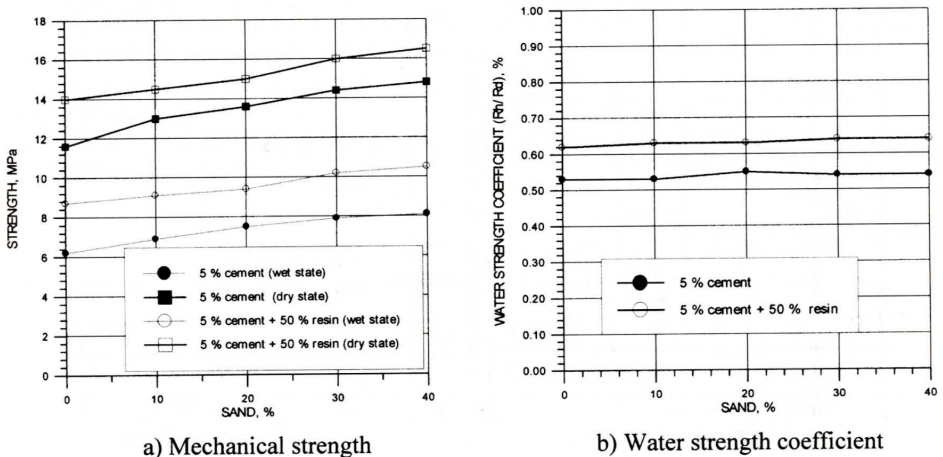 18
16
14
12
10
8
6
4
2
0
STRENGTH, MPa
5 % cement (wet state)
5 % cement (dry state)
5 % cement + 50 % resin (wet state)
5 % cement + 50 % resin (dry state)
0 10 20 30 40
SAND, %
a) Mechanical strength
1.00
0.90
0.80
0.70
0.60
0.50
0.40
0.30
0.20
0.10
0.00
WATER STRENGTH COEFFICIENT (Rh/Rd), %
5 % cement
5 % cement + 50 % resin
0 10 20 30 40
SAND, %
b) Water strength coefficient